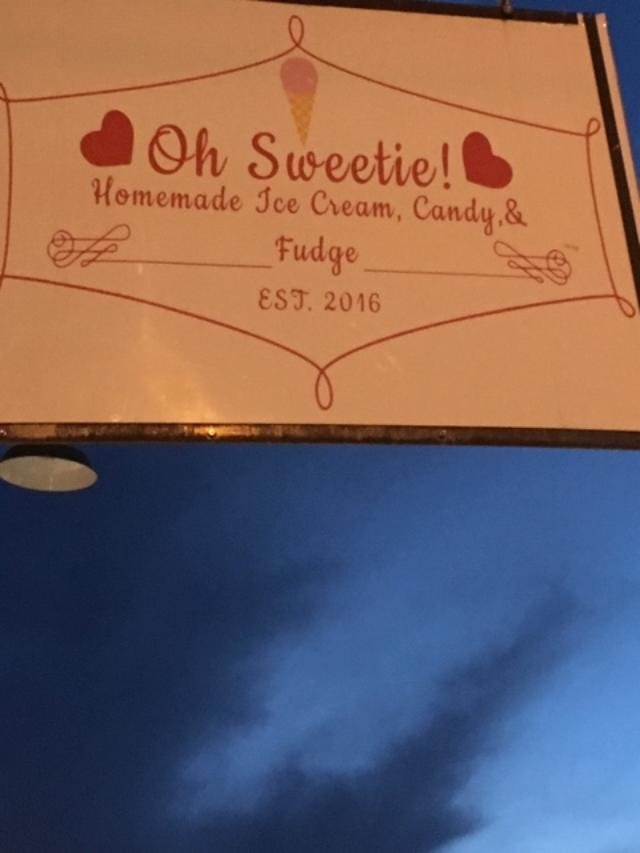 Oh Sweetie!
Homemade Ice Cream, Candy,&
Fudge
EST. 2016